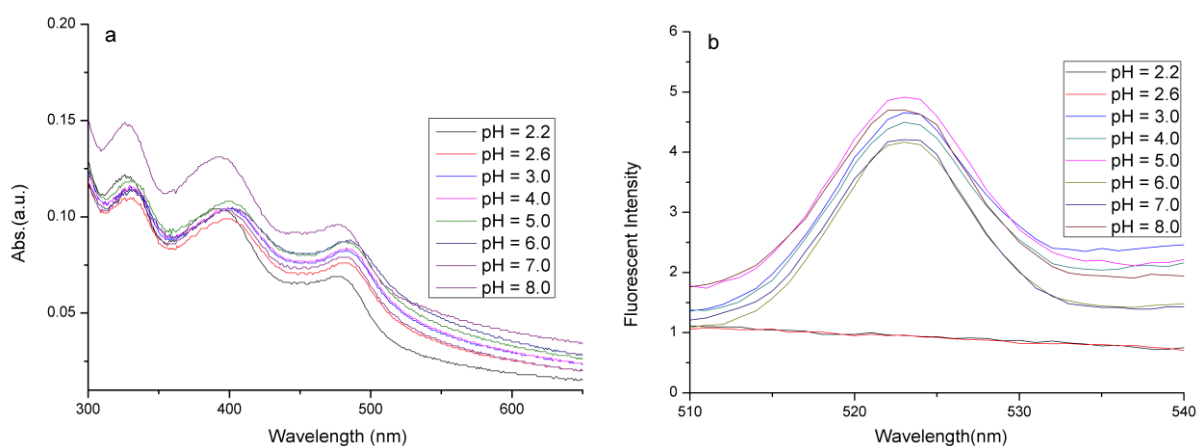 a
0.20
0.15
0.10
0.05
Abs.(a.u.)
300
400
500
600
Wavelength (nm)
pH = 2.2
pH = 2.6
pH = 3.0
pH = 4.0
pH = 5.0
pH = 6.0
pH = 7.0
pH = 8.0
b
6
5
4
3
2
1
0
Fluorescent Intensity
510
520
530
540
Wavelength(nm)
pH = 2.2
pH = 2.6
pH = 3.0
pH = 4.0
pH = 5.0
pH = 6.0
pH = 7.0
pH = 8.0